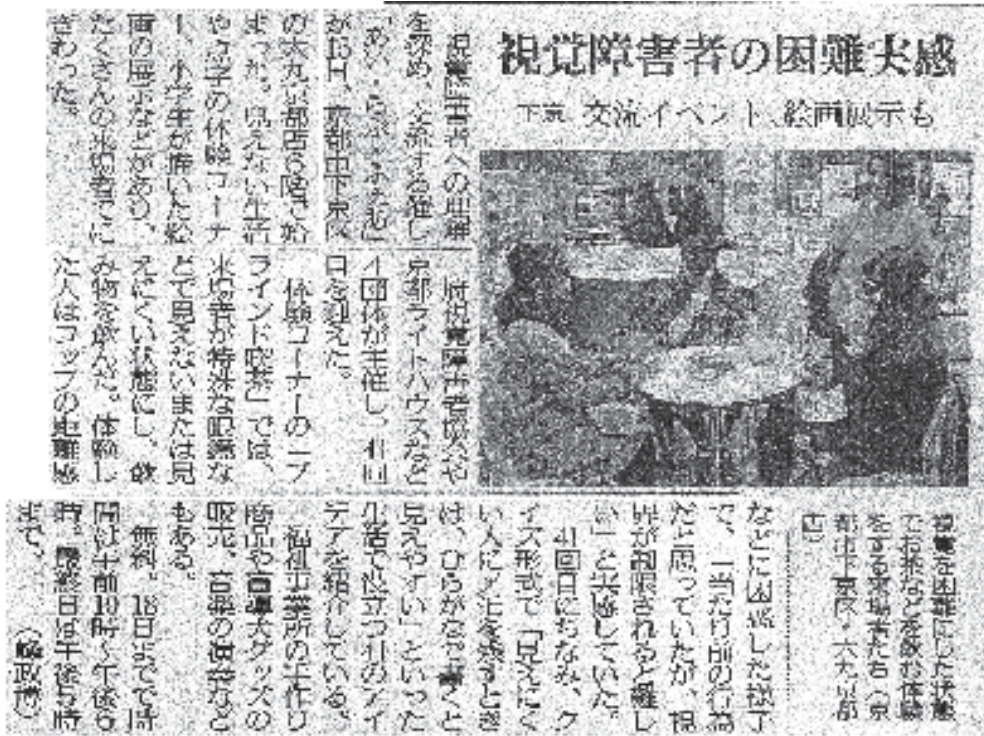 視覚障害者の困難実感
下京 交流イベント、絵画展示も
視覚障害者への理解
を深め、交流する催し
が16日、京都市下京区
の大丸京都店6階で始
まった。見えない生活
や点字の体験コーナ
ー、小学生が描いた絵
画の展示などがあり、
たくさんの来場者でに
ぎわった。
府視覚障害者協会や
京都ライトハウスなど
4団体が主催し、41回
目を迎えた。
体験コーナーの「ブ
ラインド喫茶」では、
来場者が特殊な眼鏡な
どで見えないまたは見
えにくい状態にし、飲
み物を飲んだ。体験し
た人はコップの距離感
などに困惑した様子
で、「当たり前の行為
だと思っていたが、視
界が制限されると難し
い」と実感していた。
41回目にちなみ、ク
イズ形式で「見えにく
い人にメモを渡すとき
は、ひらがなで書くと
見えやすい」といった
生活で役立つ41のアイ
デアを紹介している。
福祉事業所の手作り
商品や盲導犬グッズの
販売、音楽の演奏など
もある。
無料。18日までで時
間は午前10時～午後6
時。最終日は午後5時
まで。
視覚を困難にした状態
で抹茶などを飲む体験
をする来場者たち（京
都市下京区・大丸京都
店）